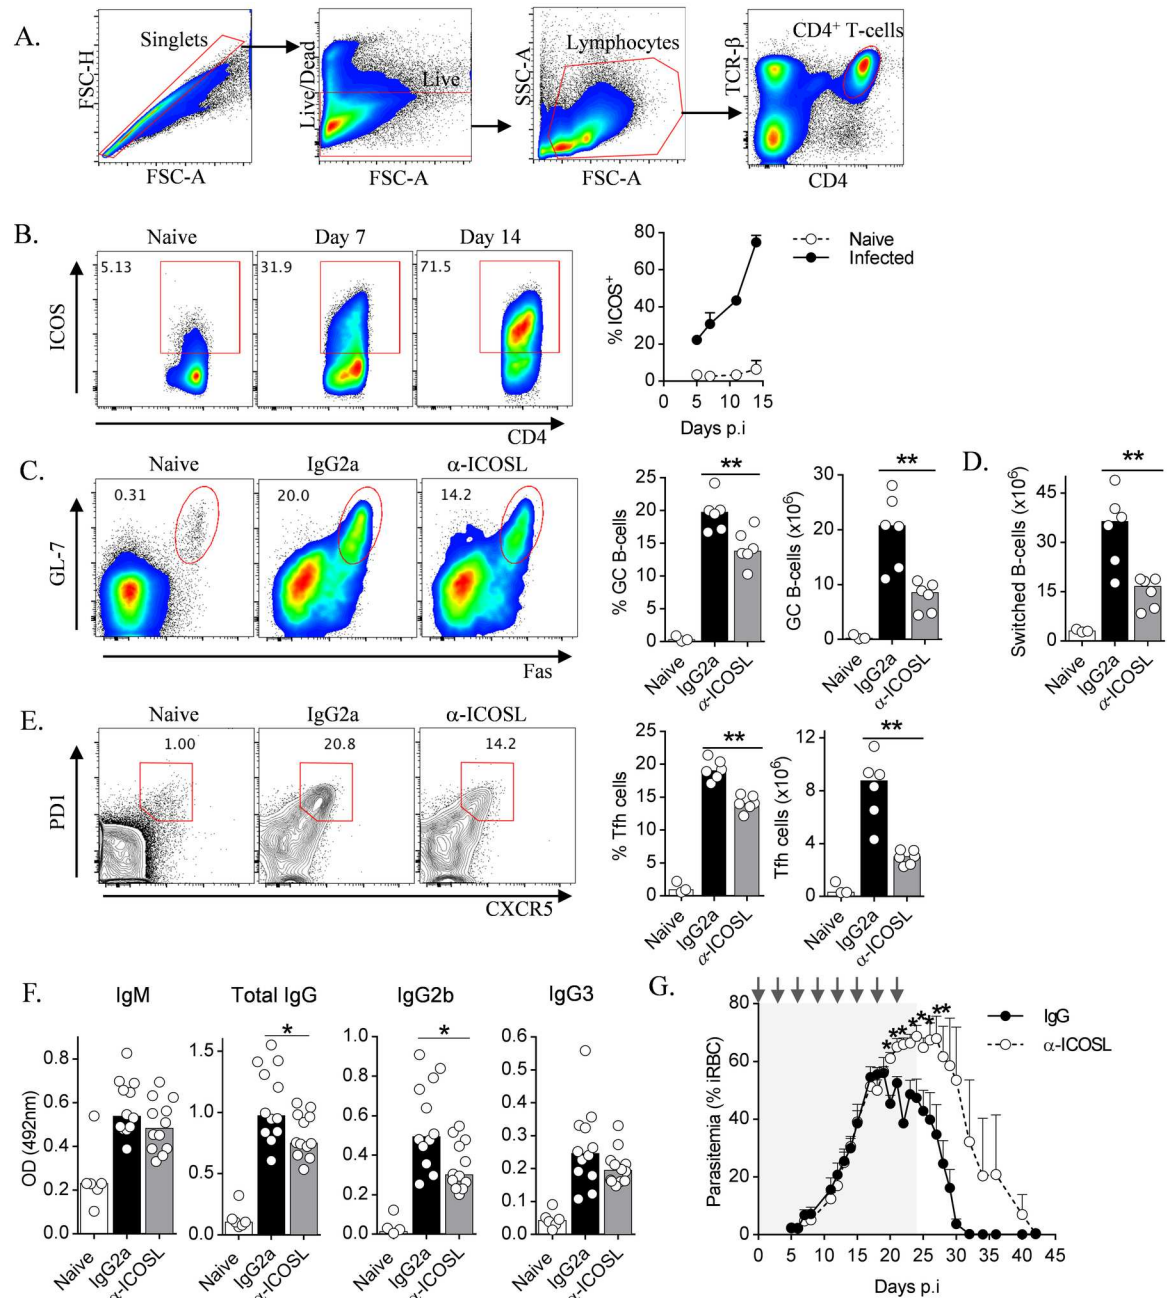 A.
Singlets
FSC-H
FSC-A
Live/Dead
Live
FSC-A
Lymphocytes
SSC-A
FSC-A
CD4+ T-cells
TCR-β
CD4
B.
Naive
Day 7
Day 14
5.13
31.9
71.5
ICOS
CD4
80
60
40
20
0
% ICOS+
0
5
10
15
Days p.i
Naive
Infected
C.
Naive
IgG2a
α-ICOSL
0.31
20.0
14.2
GL-7
Fas
25
20
15
10
5
0
% GC B-cells
Naive
IgG2a
α-ICOSL
**
30
20
10
0
GC B-cells (x10⁶)
Naive
IgG2a
α-ICOSL
**
D.
45
30
15
0
Switched B-cells (x10⁶)
Naive
IgG2a
α-ICOSL
**
E.
Naive
IgG2a
α-ICOSL
1.00
20.8
14.2
PD1
CXCR5
25
20
15
10
5
0
% Tfh cells
Naive
IgG2a
α-ICOSL
**
12
8
4
0
Tfh cells (x10⁶)
Naive
IgG2a
α-ICOSL
**
F.
IgM
OD (492nm)
0.8
0.6
0.4
0.2
0.0
Naive
IgG2a
α-ICOSL
Total IgG
1.5
1.0
0.5
0.0
*
Naive
IgG2a
α-ICOSL
IgG2b
1.0
0.8
0.6
0.4
0.2
0.0
*
Naive
IgG2a
α-ICOSL
IgG3
0.6
0.5
0.4
0.3
0.2
0.1
0.0
Naive
IgG2a
α-ICOSL
G.
80
60
40
20
0
Parasitemia (% iRBC)
0
5
10
15
20
25
30
35
40
45
Days p.i
IgG
α-ICOSL